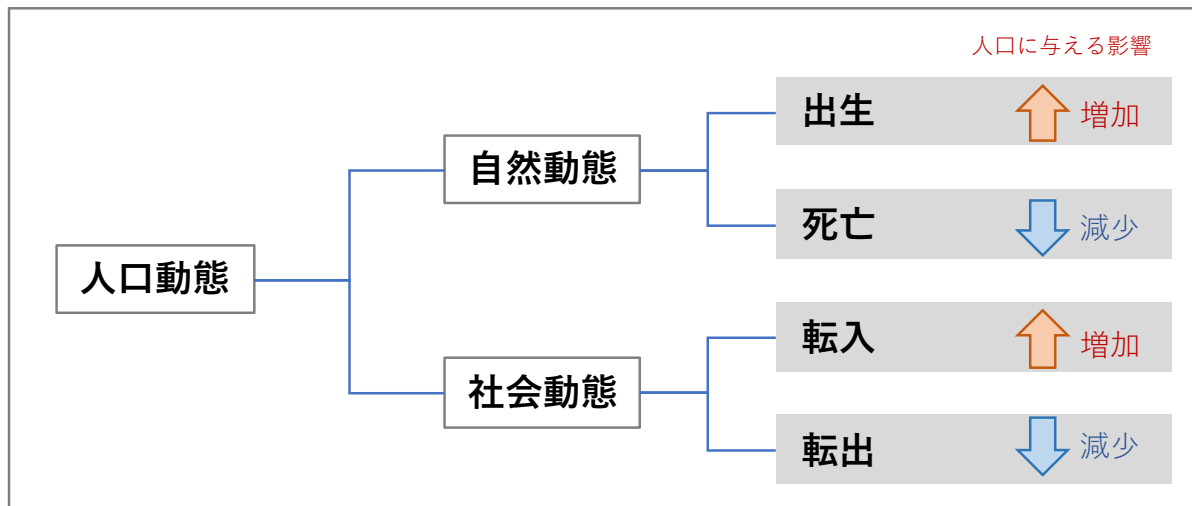 人口に与える影響
出生
増加
自然動態
死亡
減少
人口動態
転入
増加
社会動態
転出
減少